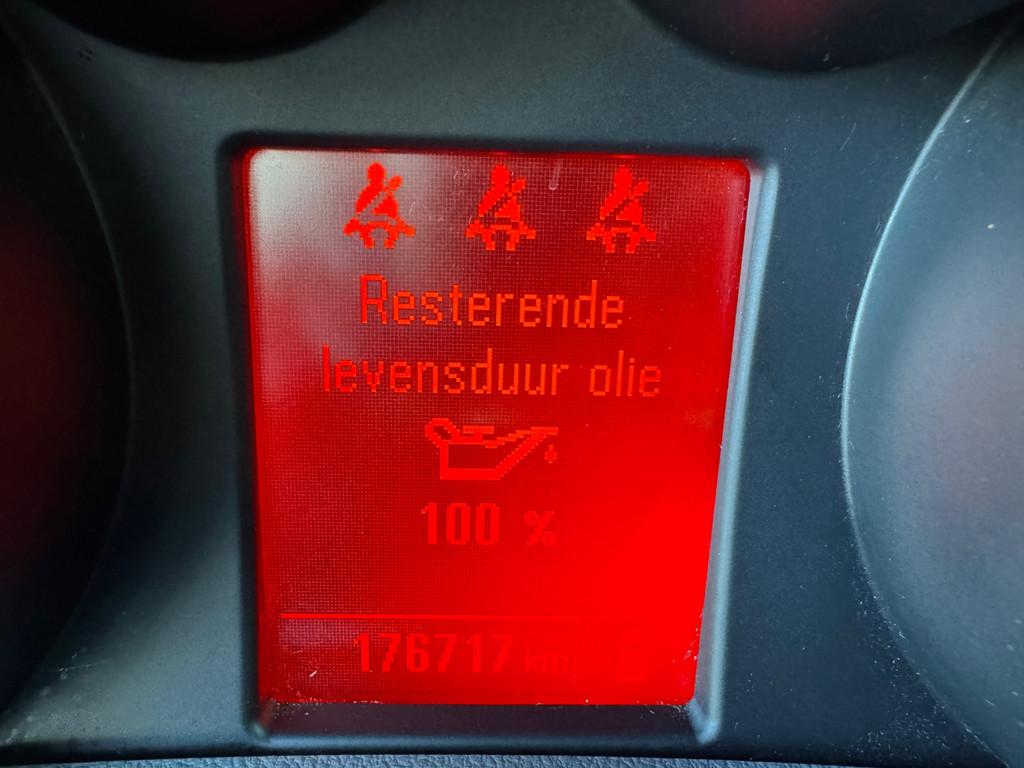 Resterende
levensduur olie
100 %
176717 km